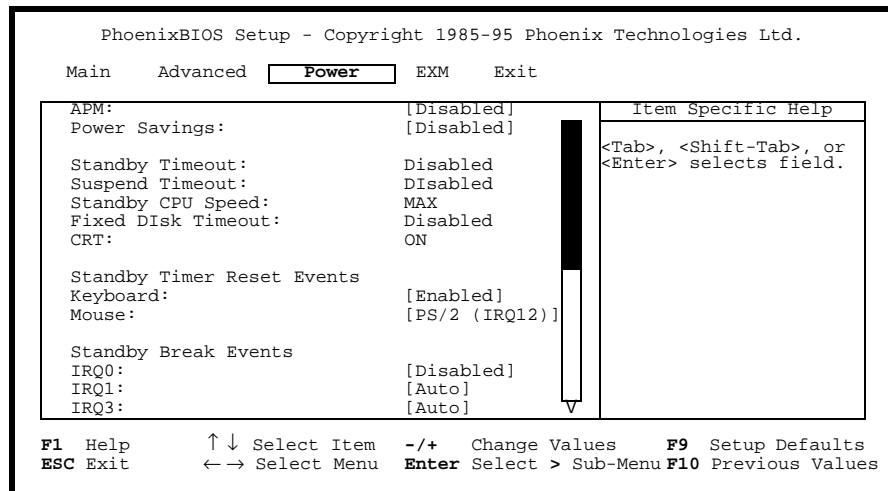 PhoenixBIOS Setup - Copyright 1985-95 Phoenix Technologies Ltd.
Main Advanced Power EXM Exit
APM: [Disabled]
Power Savings: [Disabled]
Standby Timeout: Disabled
Suspend Timeout: DIsabled
Standby CPU Speed: MAX
Fixed DIsk Timeout: Disabled
CRT: ON
Standby Timer Reset Events
Keyboard: [Enabled]
Mouse: [PS/2 (IRQ12)]
Standby Break Events
IRQ0: [Disabled]
IRQ1: [Auto]
IRQ3: [Auto] V
Item Specific Help
<Tab>, <Shift-Tab>, or
<Enter> selects field.
F1 Help ↑↓ Select Item -/+ Change Values F9 Setup Defaults
ESC Exit ←→ Select Menu Enter Select > Sub-Menu F10 Previous Values